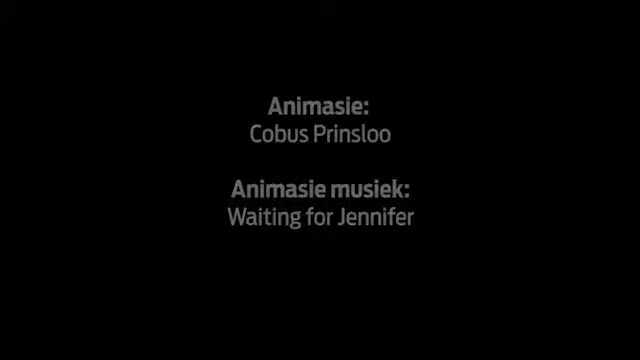 Animasie:
Cobus Prinsloo
Animasie musiek:
Waiting for Jennifer